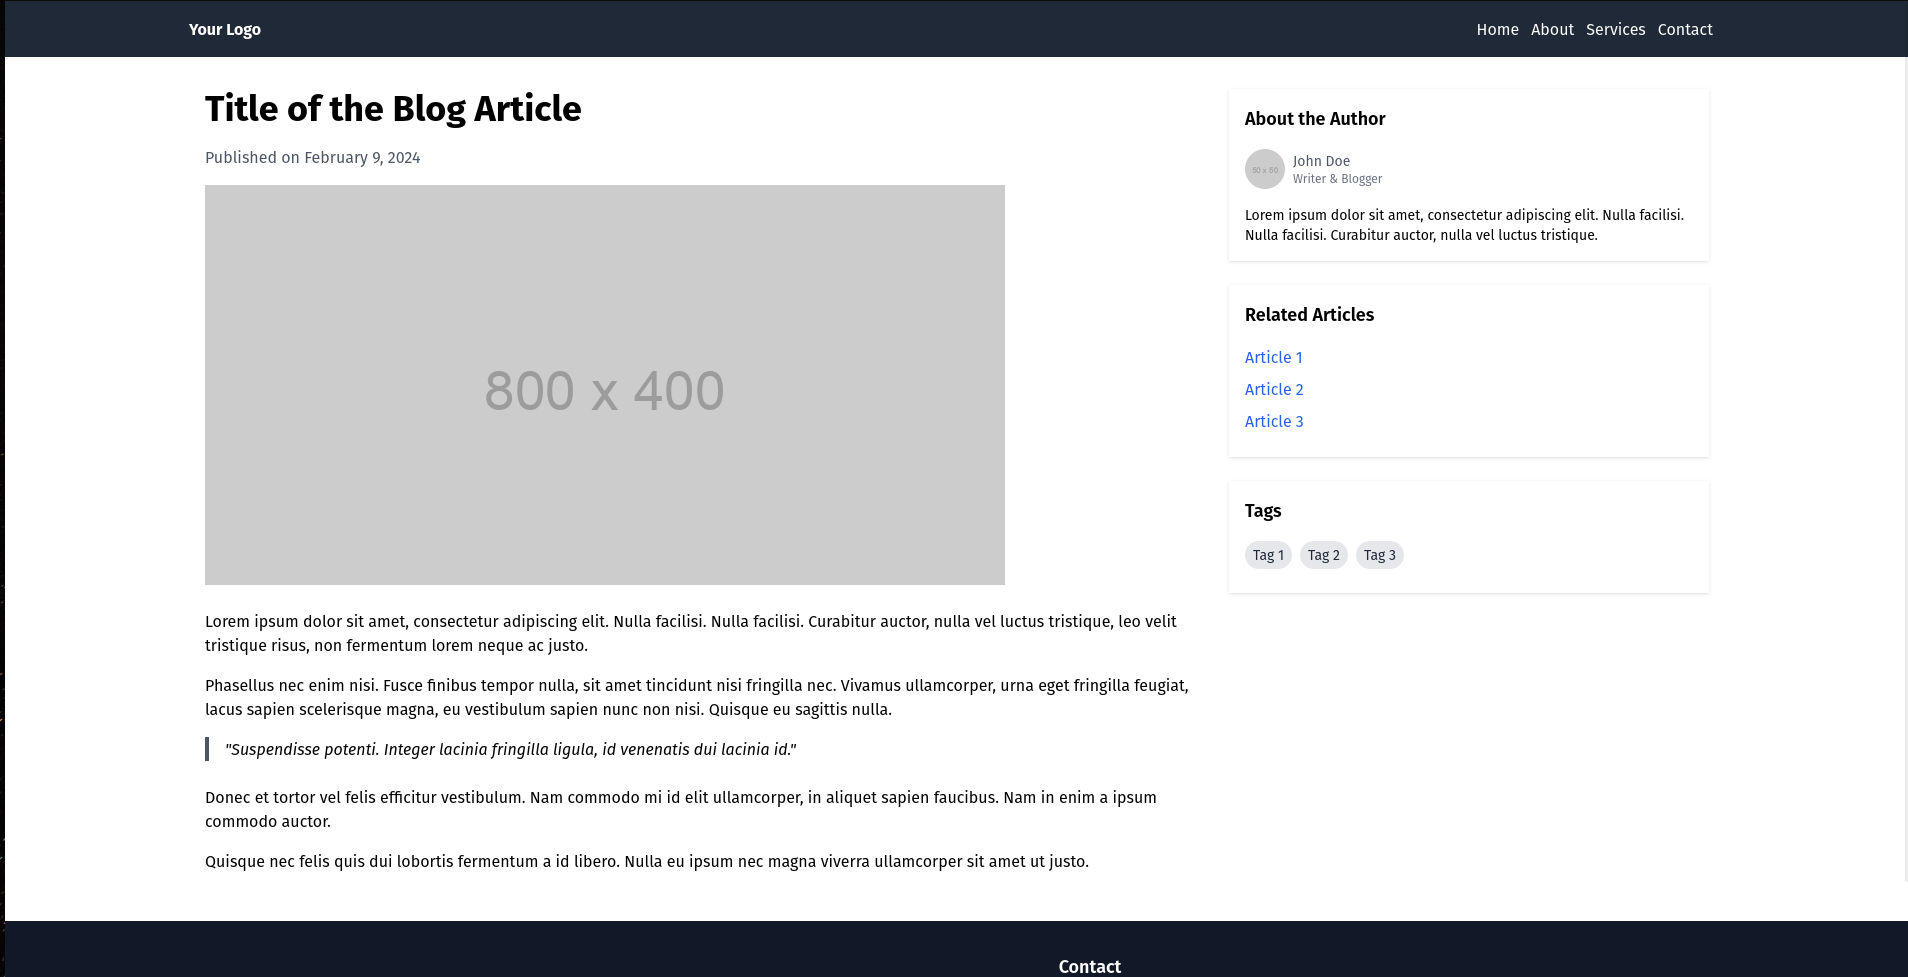 Your Logo
Home About Services Contact
Title of the Blog Article
Published on February 9, 2024
800 x 400
Lorem ipsum dolor sit amet, consectetur adipiscing elit. Nulla facilisi. Nulla facilisi. Curabitur auctor, nulla vel luctus tristique, leo velit
tristique risus, non fermentum lorem neque ac justo.
Phasellus nec enim nisi. Fusce finibus tempor nulla, sit amet tincidunt nisi fringilla nec. Vivamus ullamcorper, urna eget fringilla feugiat,
lacus sapien scelerisque magna, eu vestibulum sapien nunc non nisi. Quisque eu sagittis nulla.
"Suspendisse potenti. Integer lacinia fringilla ligula, id venenatis dui lacinia id."
Donec et tortor vel felis efficitur vestibulum. Nam commodo mi id elit ullamcorper, in aliquet sapien faucibus. Nam in enim a ipsum
commodo auctor.
Quisque nec felis quis dui lobortis fermentum a id libero. Nulla eu ipsum nec magna viverra ullamcorper sit amet ut justo.
About the Author
50 x 50
John Doe
Writer & Blogger
Lorem ipsum dolor sit amet, consectetur adipiscing elit. Nulla facilisi.
Nulla facilisi. Curabitur auctor, nulla vel luctus tristique.
Related Articles
Article 1
Article 2
Article 3
Tags
Tag 1 Tag 2 Tag 3
Contact